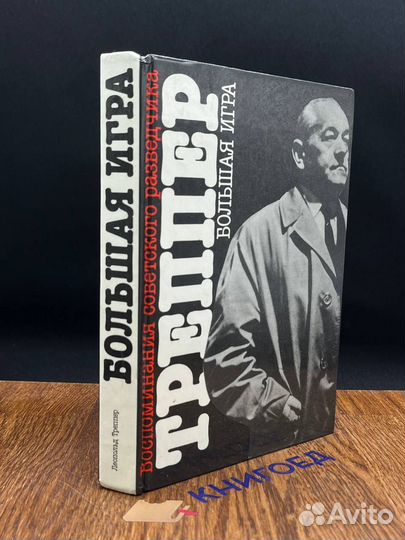 Леопольд Треппер
БОЛЬШАЯ ИГРА
Воспоминания советского разведчика
ТРЕППЕР
БОЛЬШАЯ ИГРА
КНИГОЕД
Avito